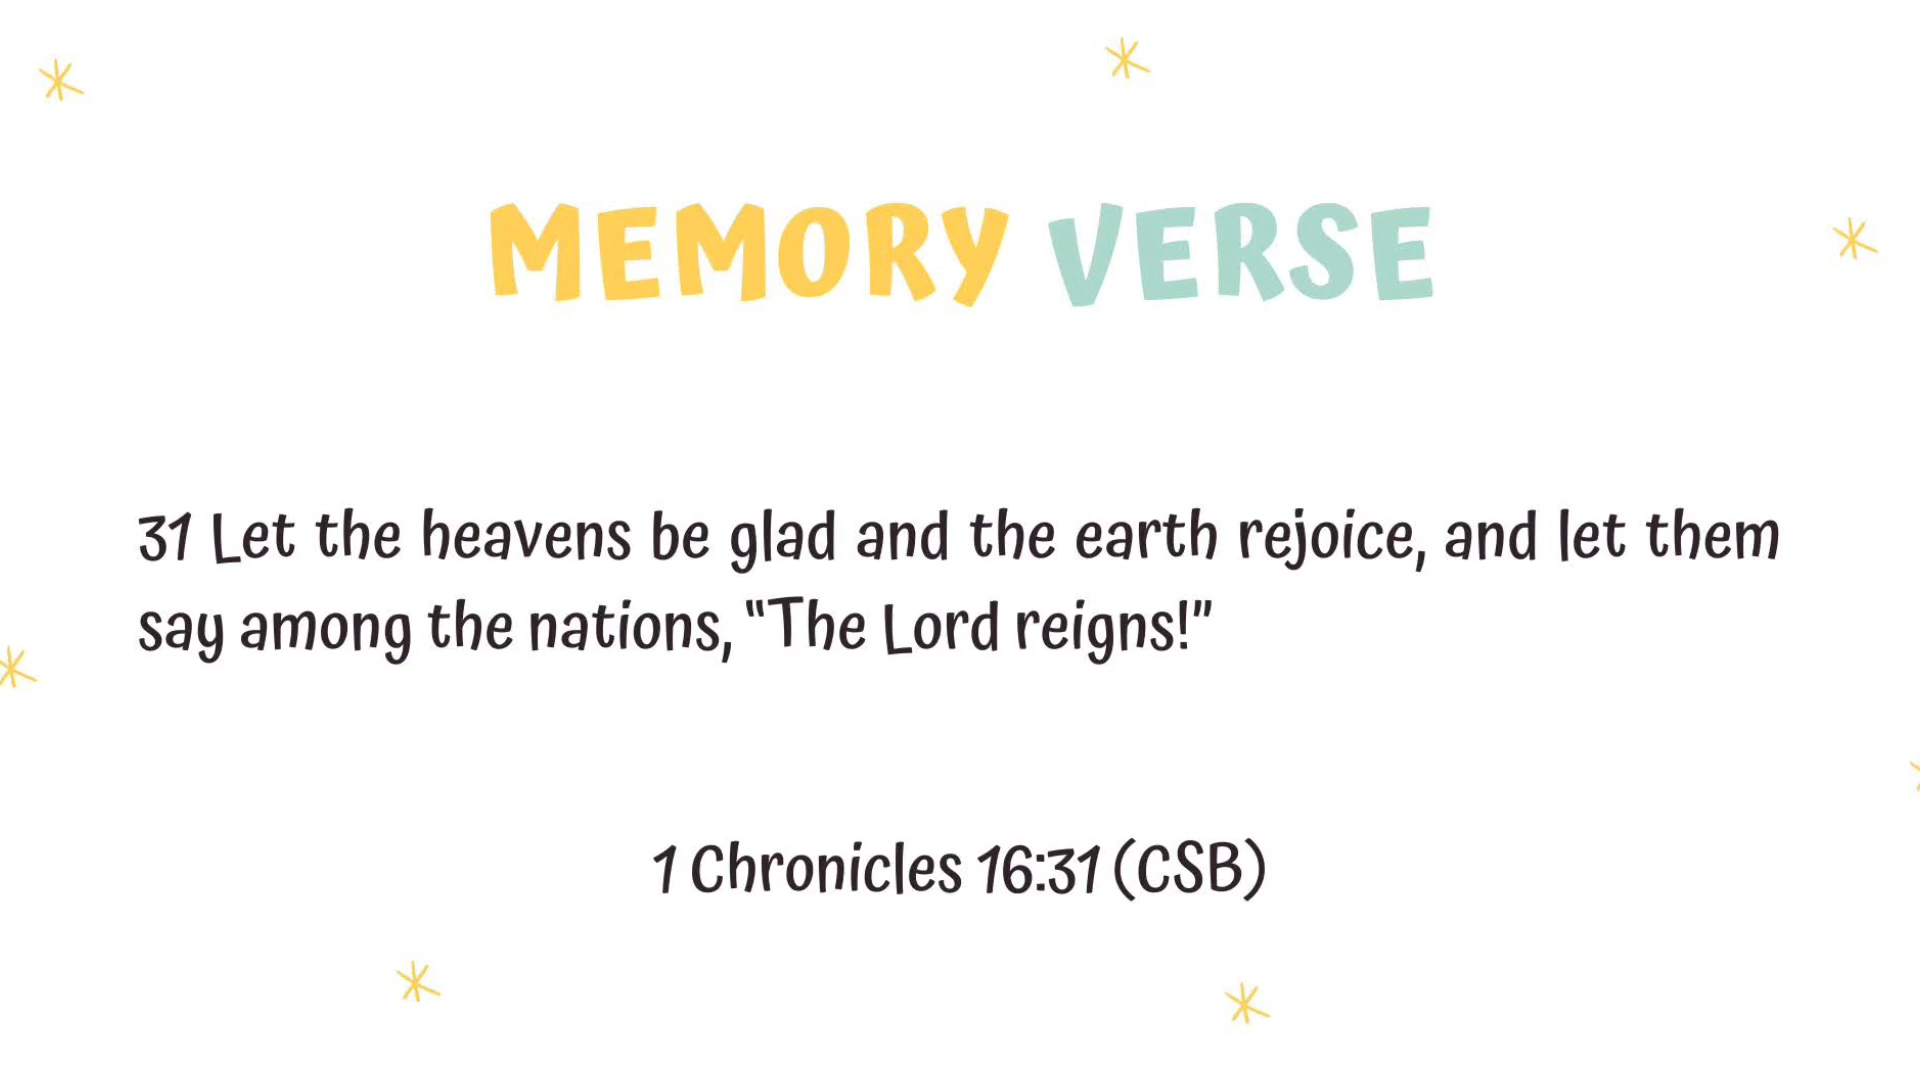 MEMORY VERSE
31 Let the heavens be glad and the earth rejoice, and let them
say among the nations, “The Lord reigns!”
1 Chronicles 16:31 (CSB)